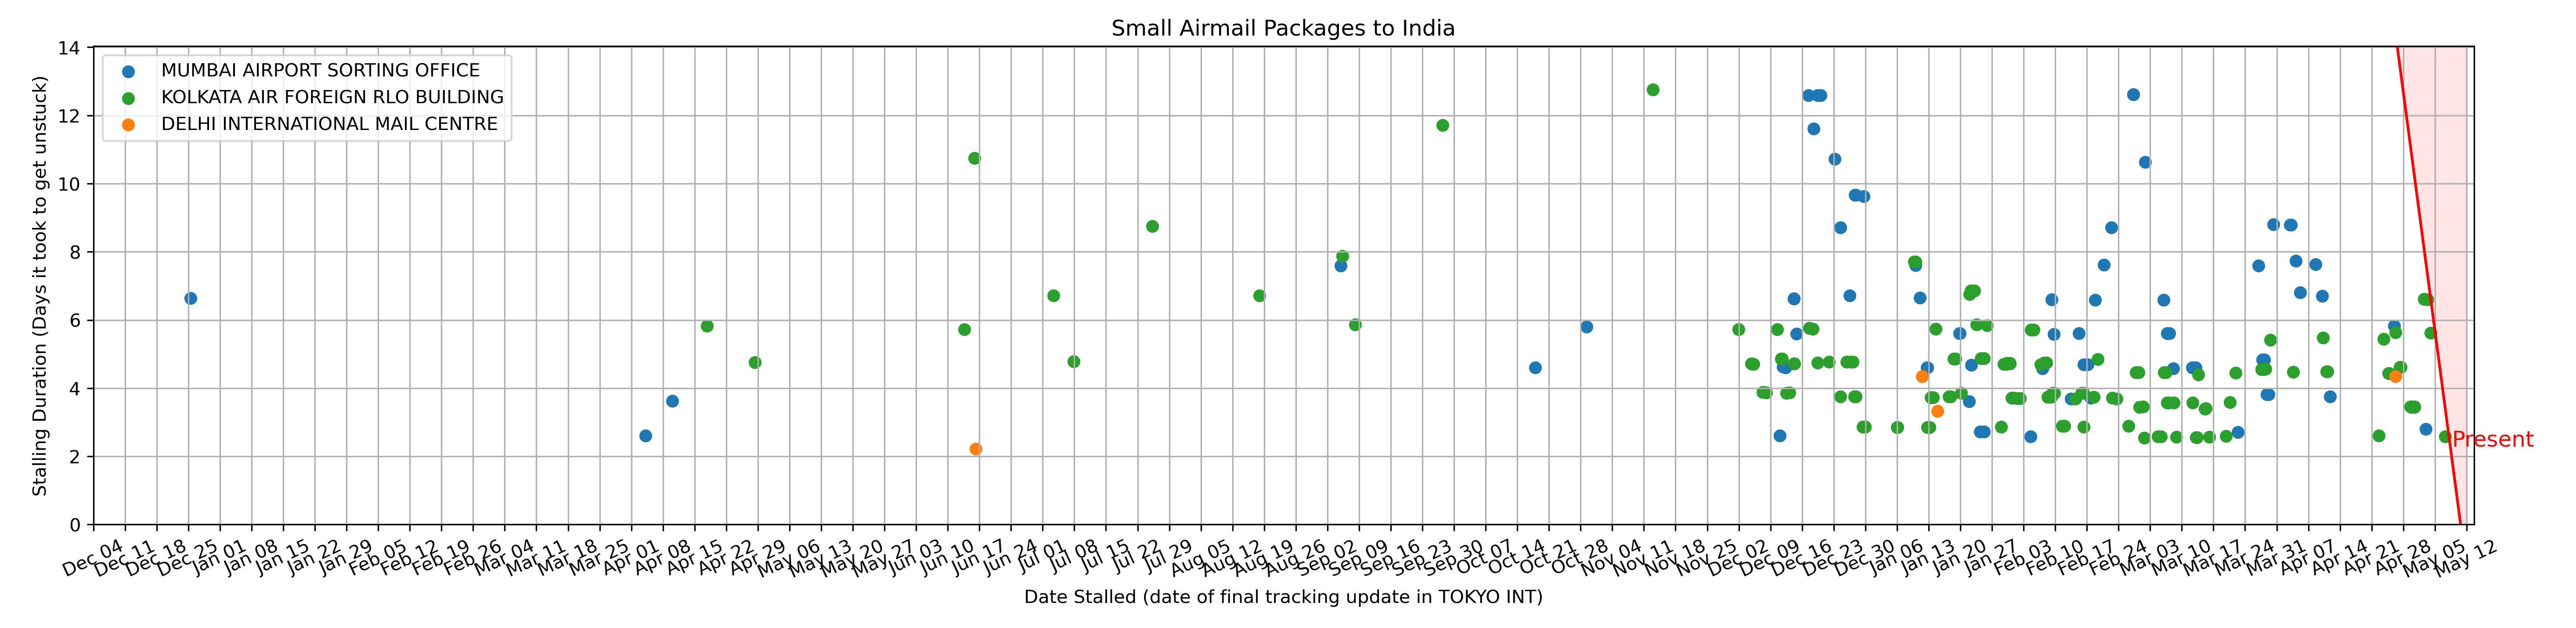 Small Airmail Packages to India
Stalling Duration (Days it took to get unstuck)
14
12
10
8
6
4
2
0
MUMBAI AIRPORT SORTING OFFICE
KOLKATA AIR FOREIGN RLO BUILDING
DELHI INTERNATIONAL MAIL CENTRE
Present
Dec 04
Dec 11
Dec 18
Dec 25
Jan 01
Jan 08
Jan 15
Jan 22
Jan 29
Feb 05
Feb 12
Feb 19
Feb 26
Mar 04
Mar 11
Mar 18
Mar 25
Apr 01
Apr 08
Apr 15
Apr 22
Apr 29
May 06
May 13
May 20
May 27
Jun 03
Jun 10
Jun 17
Jun 24
Jul 01
Jul 08
Jul 15
Jul 22
Jul 29
Aug 05
Aug 12
Aug 19
Aug 26
Sep 02
Sep 09
Sep 16
Sep 23
Sep 30
Oct 07
Oct 14
Oct 21
Oct 28
Nov 04
Nov 11
Nov 18
Nov 25
Dec 02
Dec 09
Dec 16
Dec 23
Dec 30
Jan 06
Jan 13
Jan 20
Jan 27
Feb 03
Feb 10
Feb 17
Feb 24
Mar 03
Mar 10
Mar 17
Mar 24
Mar 31
Apr 07
Apr 14
Apr 21
Apr 28
May 05
May 12
Date Stalled (date of final tracking update in TOKYO INT)